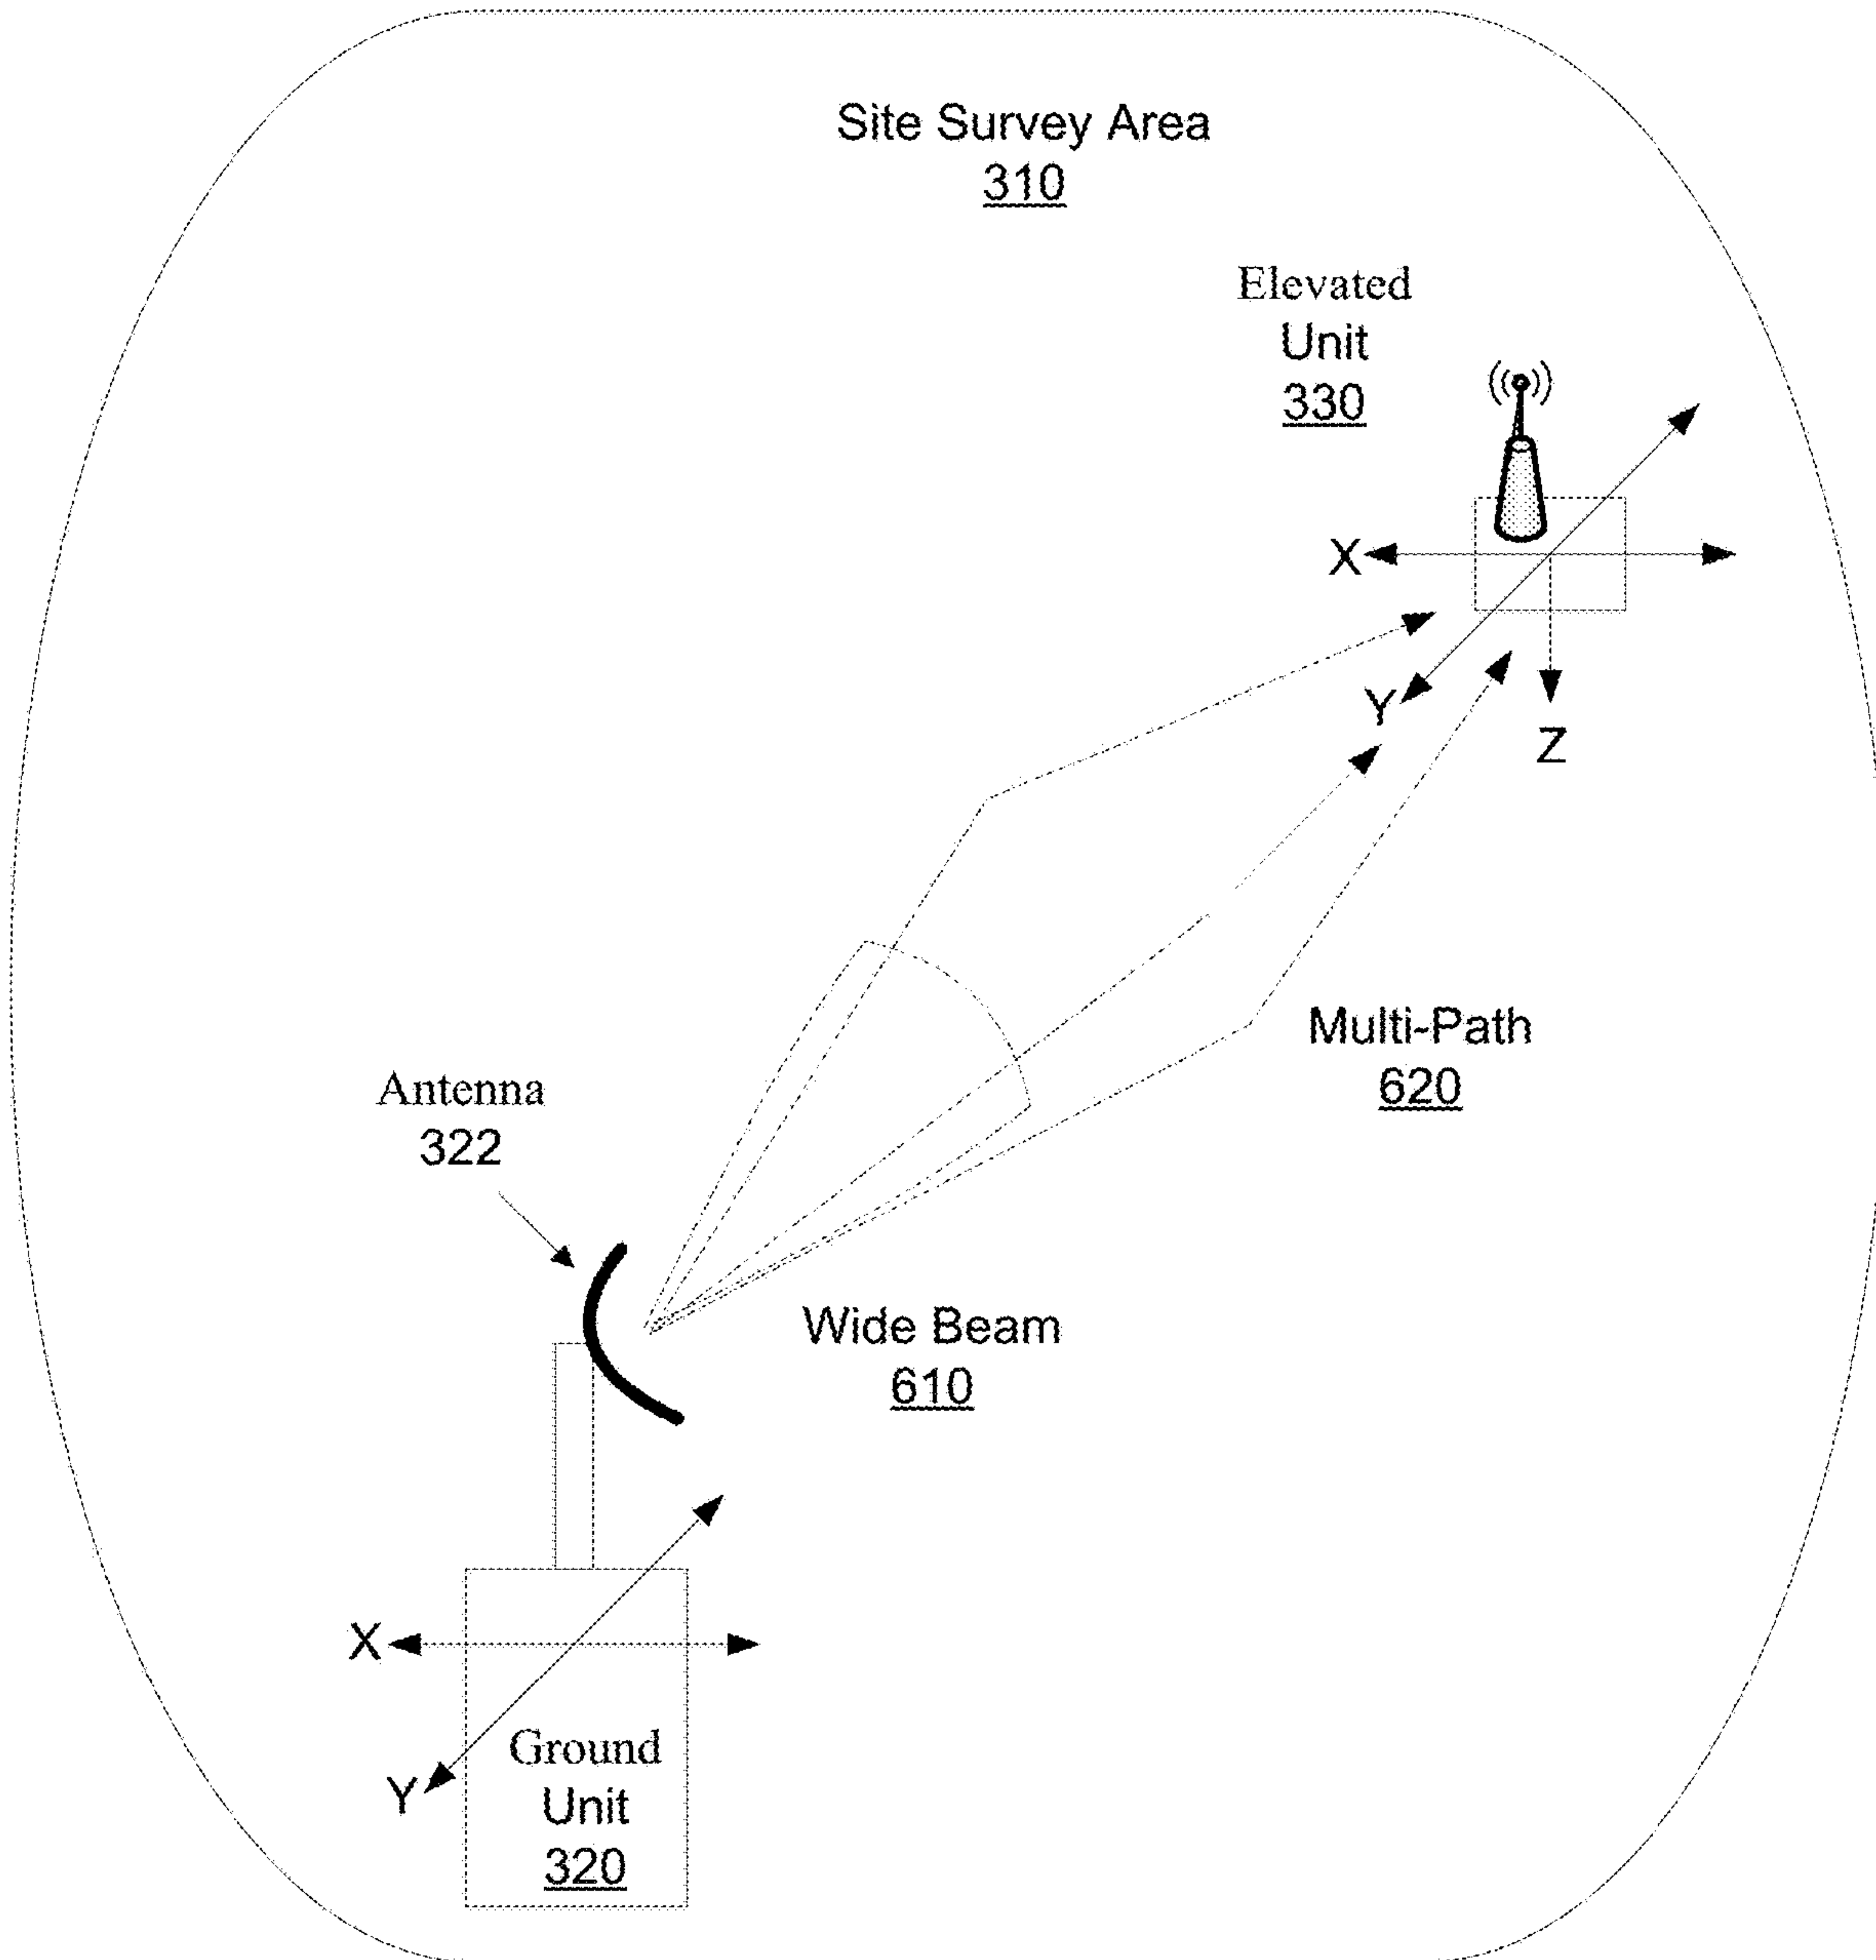 Site Survey Area
310
Elevated
Unit
330
X
Y
Z
Multi-Path
620
Antenna
322
Wide Beam
610
X
Y
Ground
Unit
320